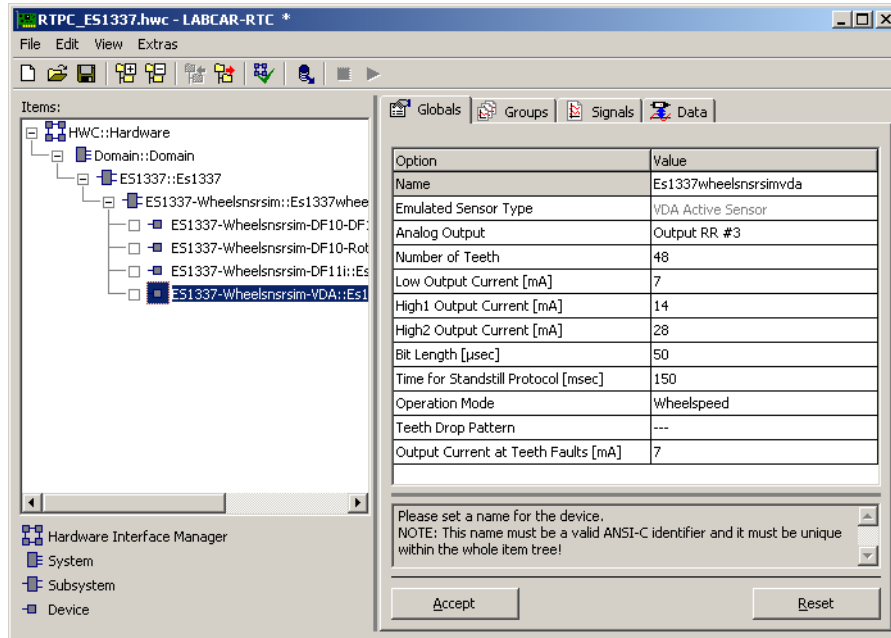 RTPC_ES1337.hwc - LABCAR-RTC *
File Edit View Extras
Items:
HWC::Hardware
Domain::Domain
ES1337::Es1337
ES1337-Wheelsnsrsim::Es1337whee
ES1337-Wheelsnsrsim-DF10-DF1
ES1337-Wheelsnsrsim-DF10-Rot
ES1337-Wheelsnsrsim-DF11i::Es
ES1337-Wheelsnsrsim-VDA::Es1
Hardware Interface Manager
System
Subsystem
Device
Globals Groups Signals Data
Option Value
Name Es1337wheelsnsrsimvda
Emulated Sensor Type VDA Active Sensor
Analog Output Output RR #3
Number of Teeth 48
Low Output Current [mA] 7
High1 Output Current [mA] 14
High2 Output Current [mA] 28
Bit Length [µsec] 50
Time for Standstill Protocol [msec] 150
Operation Mode Wheelspeed
Teeth Drop Pattern ---
Output Current at Teeth Faults [mA] 7
Please set a name for the device.
NOTE: This name must be a valid ANSI-C identifier and it must be unique
within the whole item tree!
Accept Reset